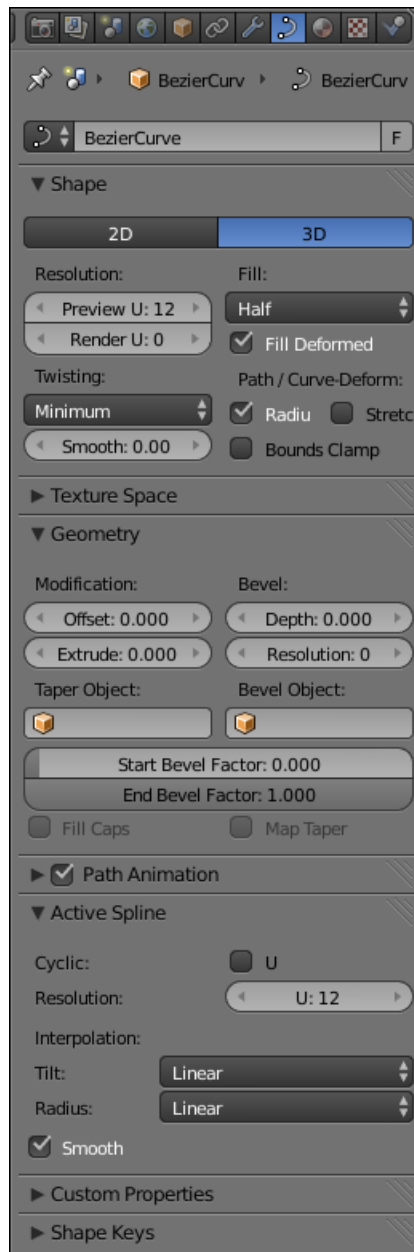 BezierCurv BezierCurv
BezierCurve F
Shape
2D 3D
Resolution: Fill:
Preview U: 12 Half
Render U: 0 Fill Deformed
Twisting: Path / Curve-Deform:
Minimum Radiu Stretc
Smooth: 0.00 Bounds Clamp
Texture Space
Geometry
Modification: Bevel:
Offset: 0.000 Depth: 0.000
Extrude: 0.000 Resolution: 0
Taper Object: Bevel Object:
Start Bevel Factor: 0.000
End Bevel Factor: 1.000
Fill Caps Map Taper
Path Animation
Active Spline
Cyclic: U
Resolution: U: 12
Interpolation:
Tilt: Linear
Radius: Linear
Smooth
Custom Properties
Shape Keys